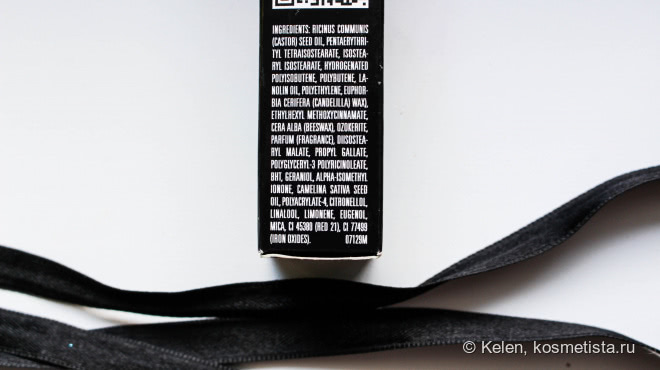 INGREDIENTS: RICINUS COMMUNIS
(CASTOR) SEED OIL, PENTAERYTHRI-
TYL TETRAISOSTEARATE, ISOSTEA-
RYL ISOSTEARATE, HYDROGENATED
POLYISOBUTENE, POLYBUTENE, LA-
NOLIN OIL, POLYETHYLENE, EUPHOR-
BIA CERIFERA (CANDELILLA) WAX),
ETHYLHEXYL METHOXYCINNAMATE,
CERA ALBA (BEESWAX), OZOKERITE,
PARFUM (FRAGRANCE), DIISOSTEA-
RYL MALATE, PROPYL GALLATE,
POLYGLYCERYL-3 POLYRICINOLEATE,
BHT, GERANIOL, ALPHA-ISOMETHYL
IONONE, CAMELINA SATIVA SEED
OIL, POLYACRYLATE-4, CITRONELLOL,
LINALOOL, LIMONENE, EUGENOL,
MICA, CI 45380 (RED 21), CI 77499
(IRON OXIDES). 07129M
© Kelen, kosmetista.ru